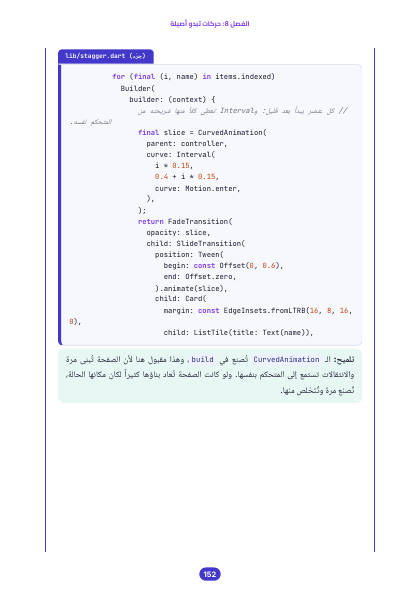 الفصل 8: حركات تبدو أصيلة
lib/stagger.dart (جزء)
for (final (i, name) in items.indexed)
Builder(
builder: (context) {
// كل عنصر يبدأ بعد قليل: وInterval تعطي كلاً منها شريحته من
المتحكم نفسه.
final slice = CurvedAnimation(
parent: controller,
curve: Interval(
i * 0.15,
0.4 + i * 0.15,
curve: Motion.enter,
),
);
return FadeTransition(
opacity: slice,
child: SlideTransition(
position: Tween(
begin: const Offset(0, 0.6),
end: Offset.zero,
).animate(slice),
child: Card(
margin: const EdgeInsets.fromLTRB(16, 8, 16,
0),
child: ListTile(title: Text(name)),
تلميح: الـ CurvedAnimation تُصنع في build، وهذا مقبول هنا لأن الصفحة تُبنى مرة
والانتقالات تستمع إلى المتحكم بنفسها. ولو كانت الصفحة تُعاد بناؤها كثيراً لكان مكانها الحالة،
تُصنع مرة ويُتخلص منها.
152